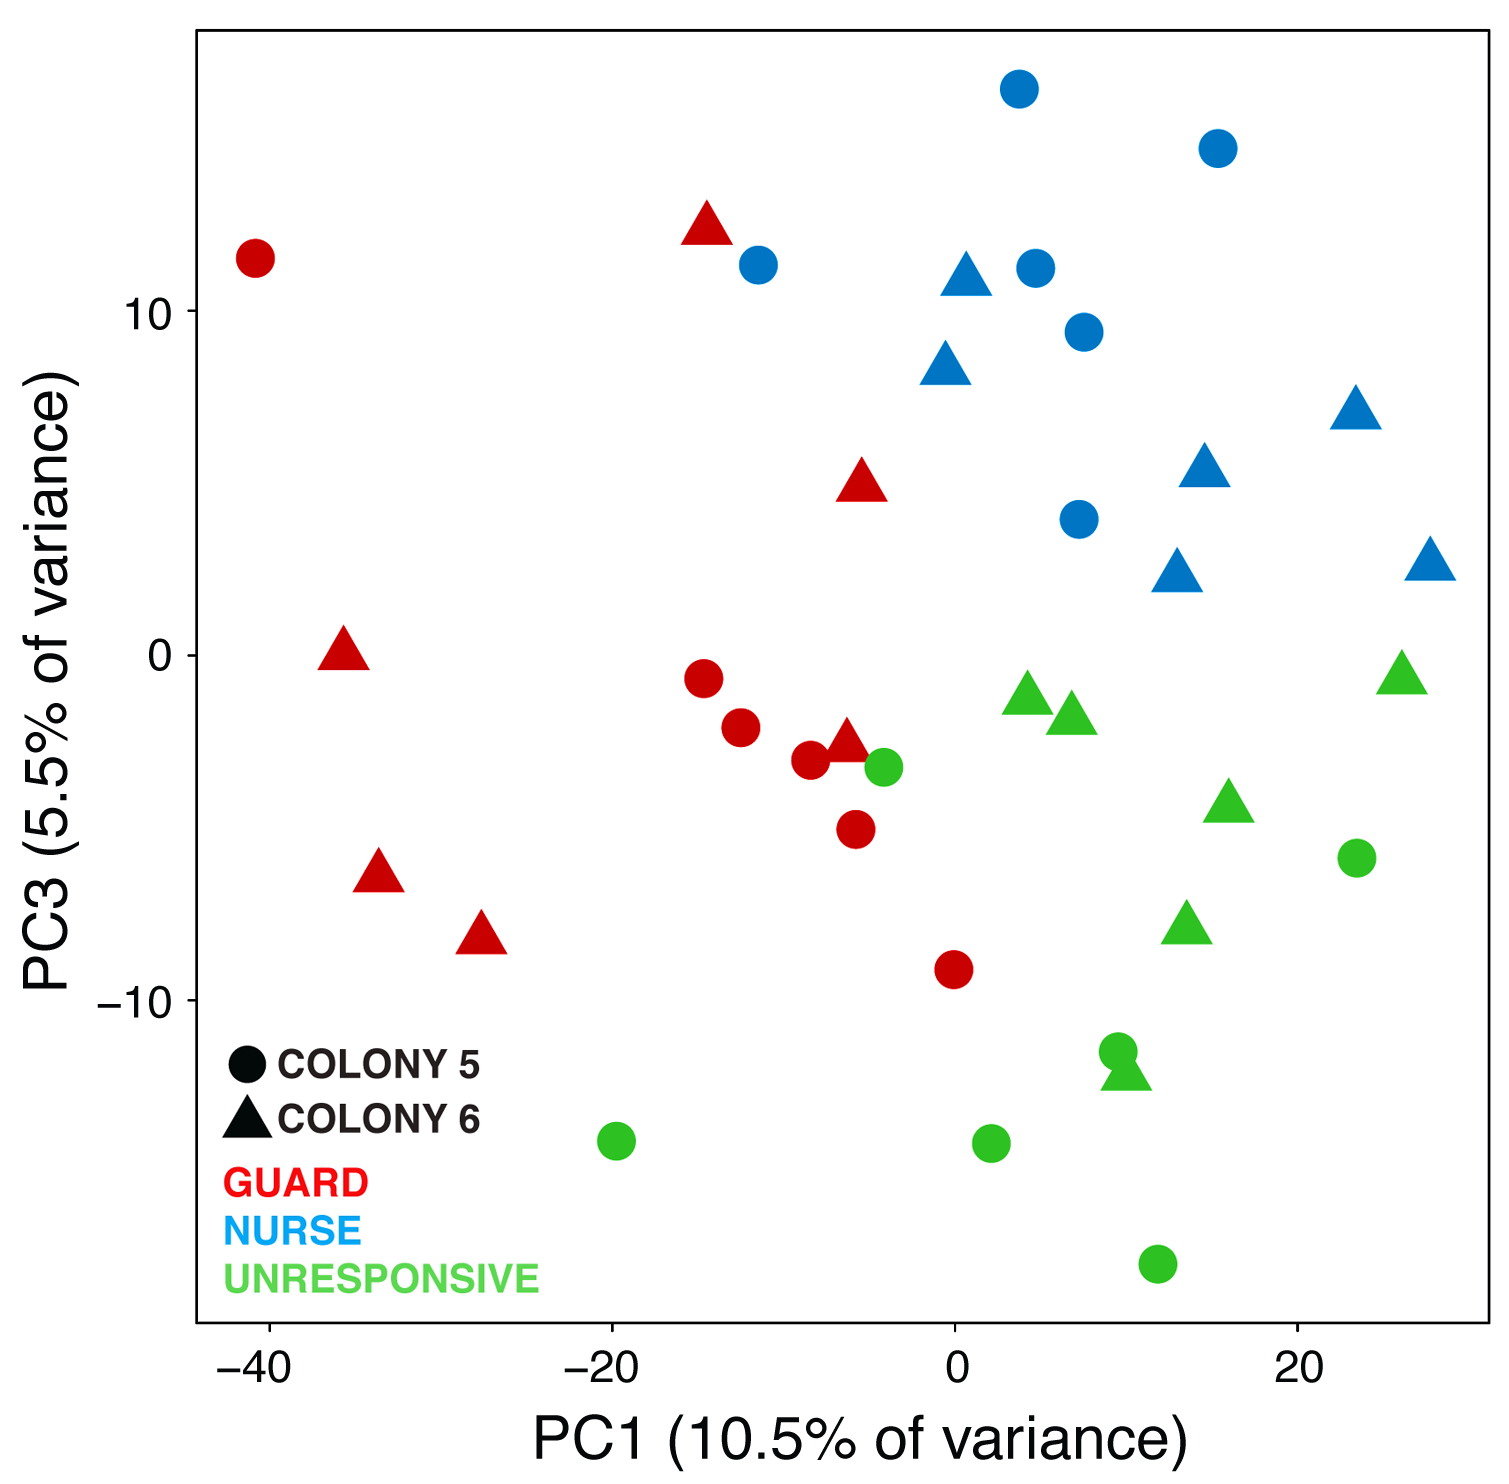 10
0
−10
PC3 (5.5% of variance)
COLONY 5
COLONY 6
GUARD
NURSE
UNRESPONSIVE
−40
−20
0
20
PC1 (10.5% of variance)